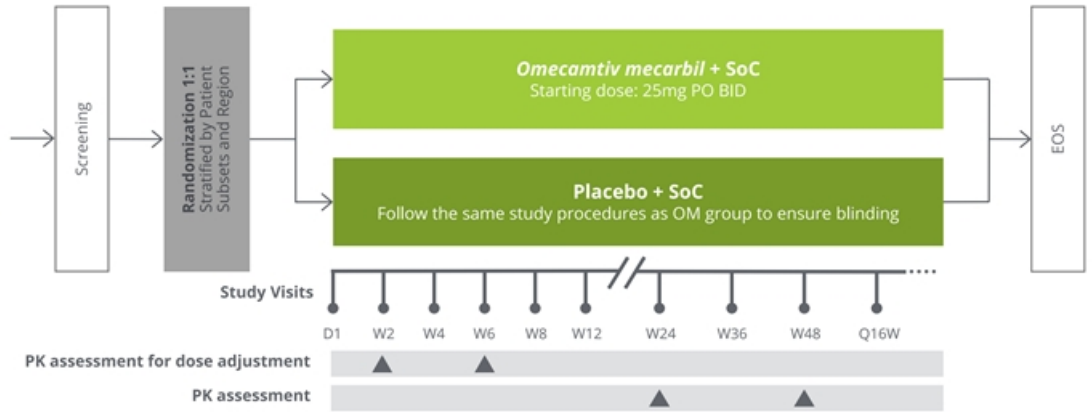 Screening
Randomization 1:1
Stratified by Patient
Subsets and Region
Omecamtiv mecarbil + SoC
Starting dose: 25mg PO BID
Placebo + SoC
Follow the same study procedures as OM group to ensure blinding
EOS
Study Visits
D1 W2 W4 W6 W8 W12 W24 W36 W48 Q16W
PK assessment for dose adjustment
PK assessment